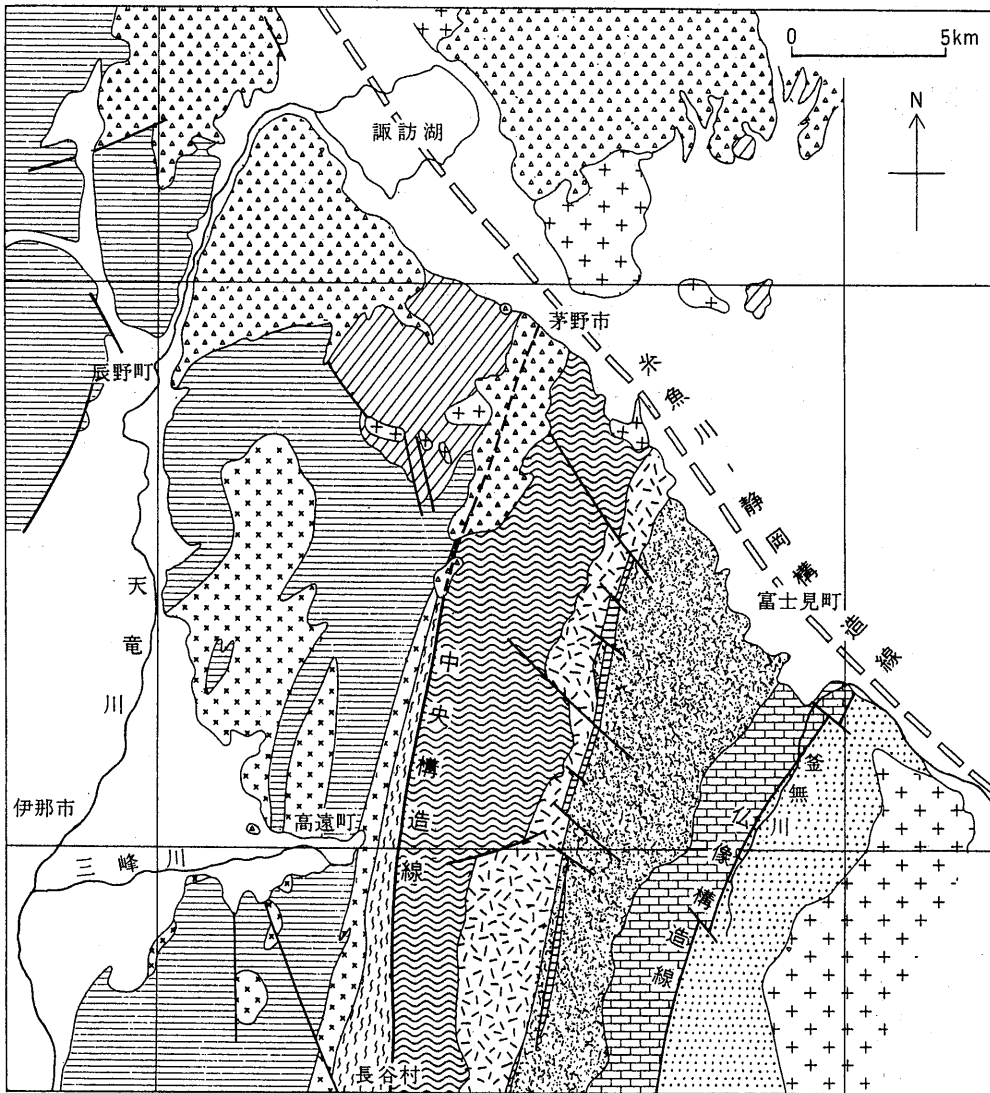 0 5km
N
諏訪湖
茅野市
辰野町
糸魚川-静岡構造線
富士見町
天竜川
中央構造線
釜無川
仏像構造線
伊那市
高遠町
三峰川
長谷村